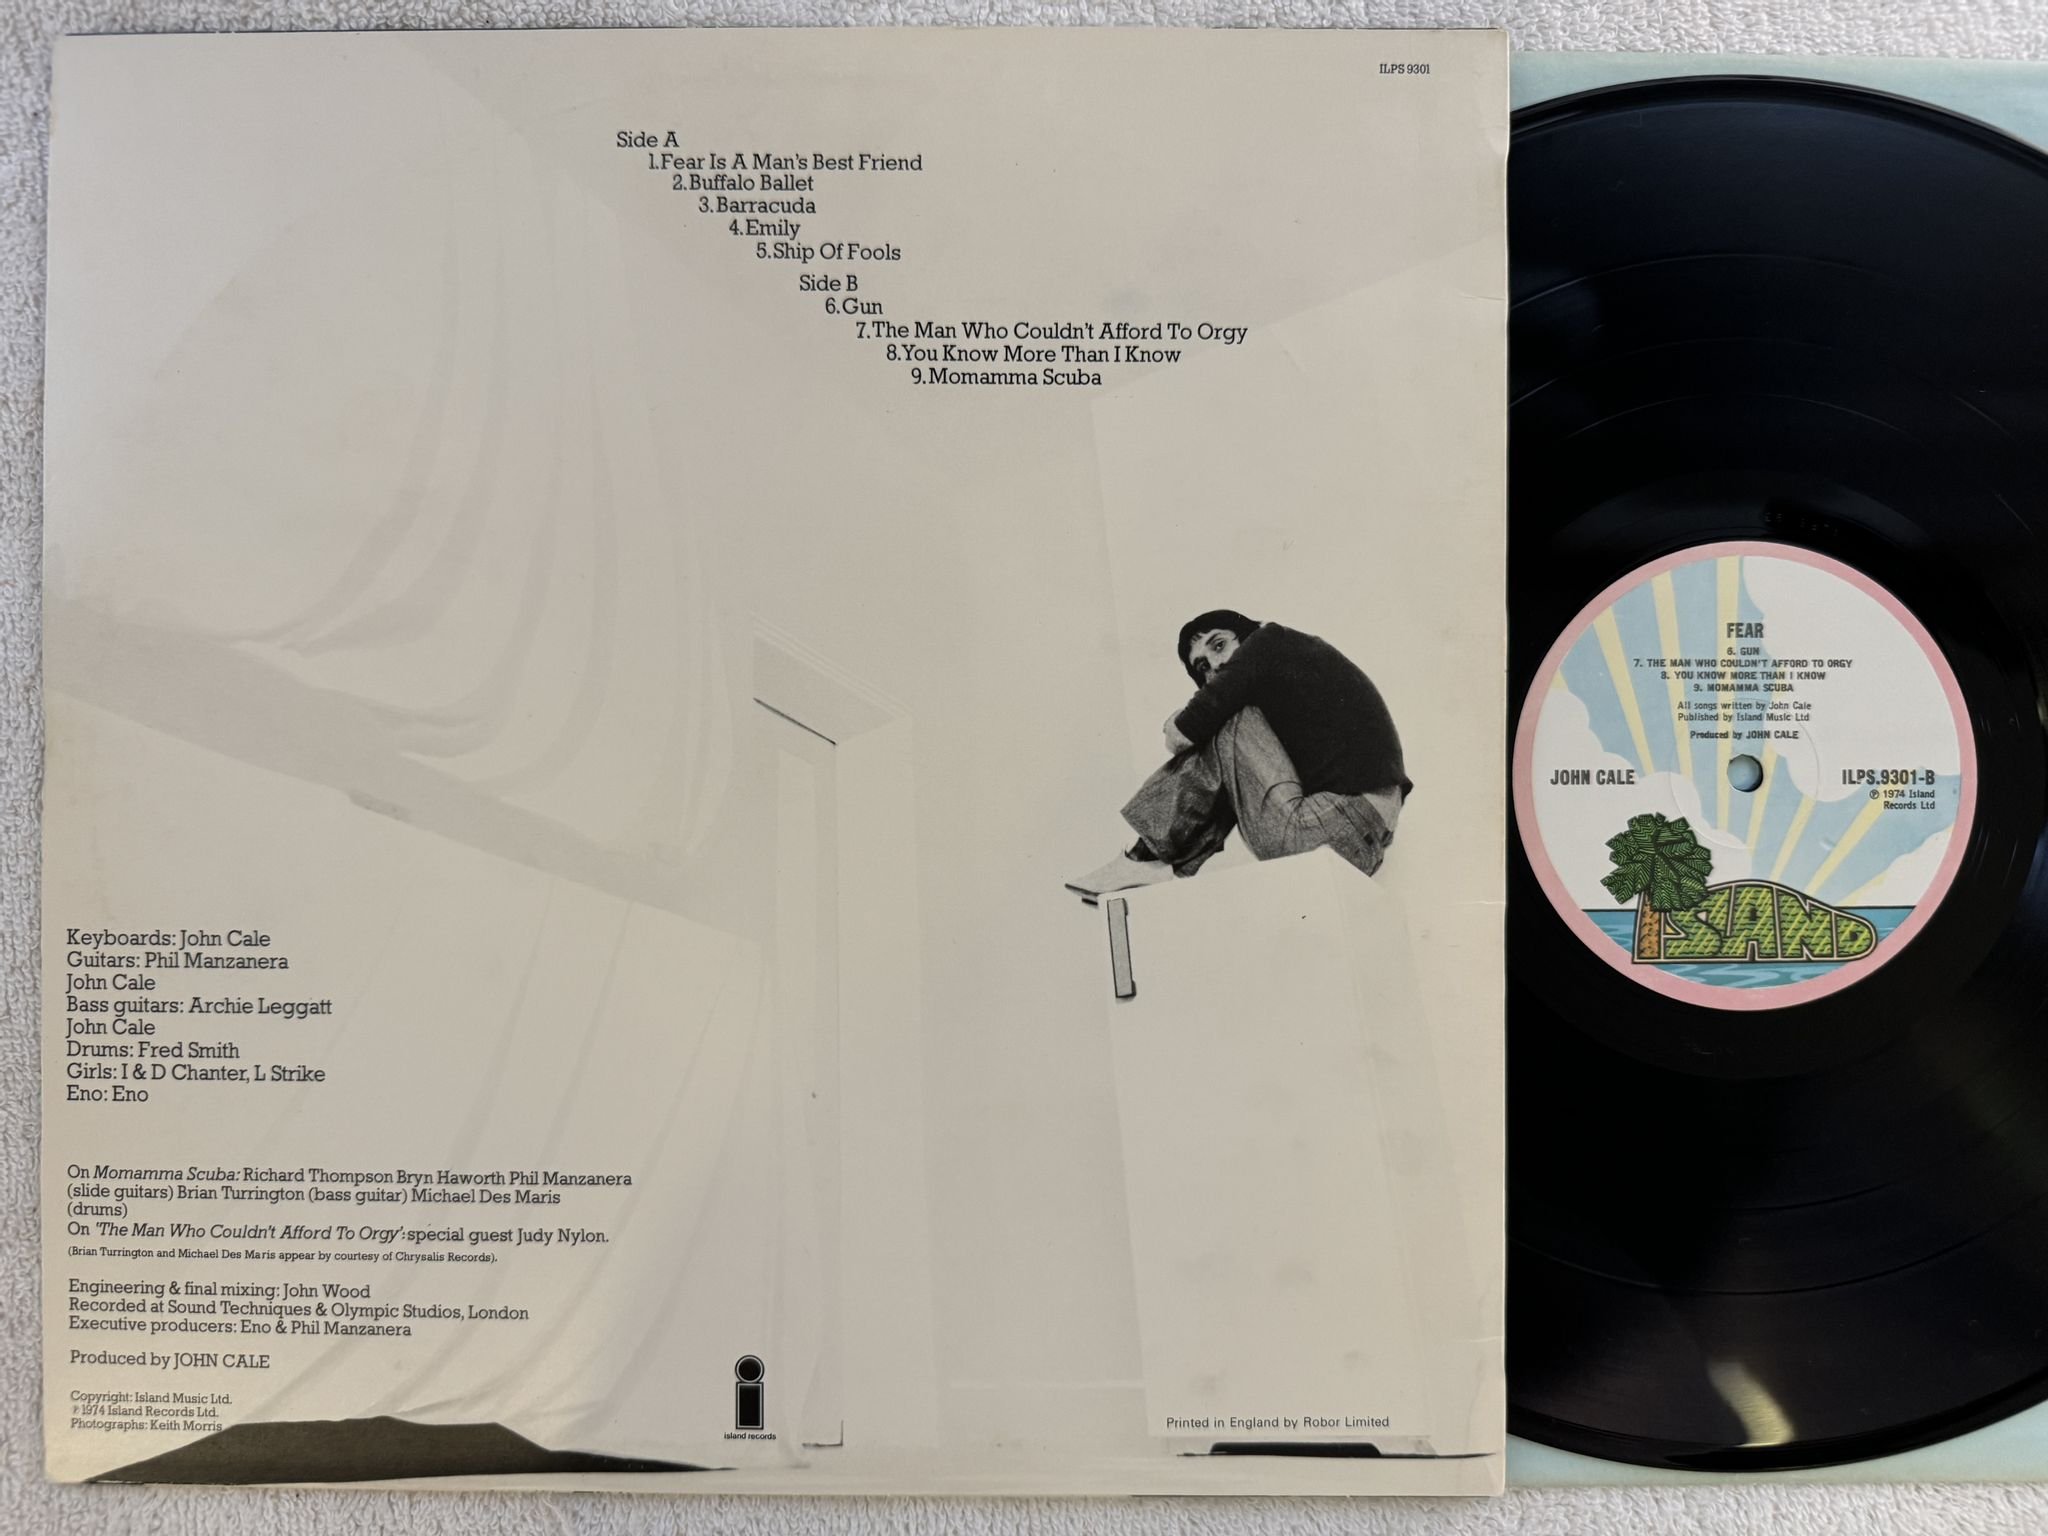 ILPS 9301
Side A
1.Fear Is A Man's Best Friend
2.Buffalo Ballet
3.Barracuda
4.Emily
5.Ship Of Fools
Side B
6.Gun
7.The Man Who Couldn't Afford To Orgy
8.You Know More Than I Know
9.Momamma Scuba
Keyboards: John Cale
Guitars: Phil Manzanera
John Cale
Bass guitars: Archie Leggatt
John Cale
Drums: Fred Smith
Girls: I & D Chanter, L Strike
Eno: Eno
On Momamma Scuba: Richard Thompson Bryn Haworth Phil Manzanera
(slide guitars) Brian Turrington (bass guitar) Michael Des Maris
(drums)
On 'The Man Who Couldn't Afford To Orgy': special guest Judy Nylon.
(Brian Turrington and Michael Des Maris appear by courtesy of Chrysalis Records).
Engineering & final mixing: John Wood
Recorded at Sound Techniques & Olympic Studios, London
Executive producers: Eno & Phil Manzanera
Produced by JOHN CALE
Copyright: Island Music Ltd.
℗ 1974 Island Records Ltd.
Photographs: Keith Morris
island records
Printed in England by Robor Limited
FEAR
6. GUN
7. THE MAN WHO COULDN'T AFFORD TO ORGY
8. YOU KNOW MORE THAN I KNOW
9. MOMAMMA SCUBA
All songs written by John Cale
Published by Island Music Ltd
Produced by JOHN CALE
JOHN CALE
ILPS.9301-B
℗ 1974 Island
Records Ltd
ISLAND